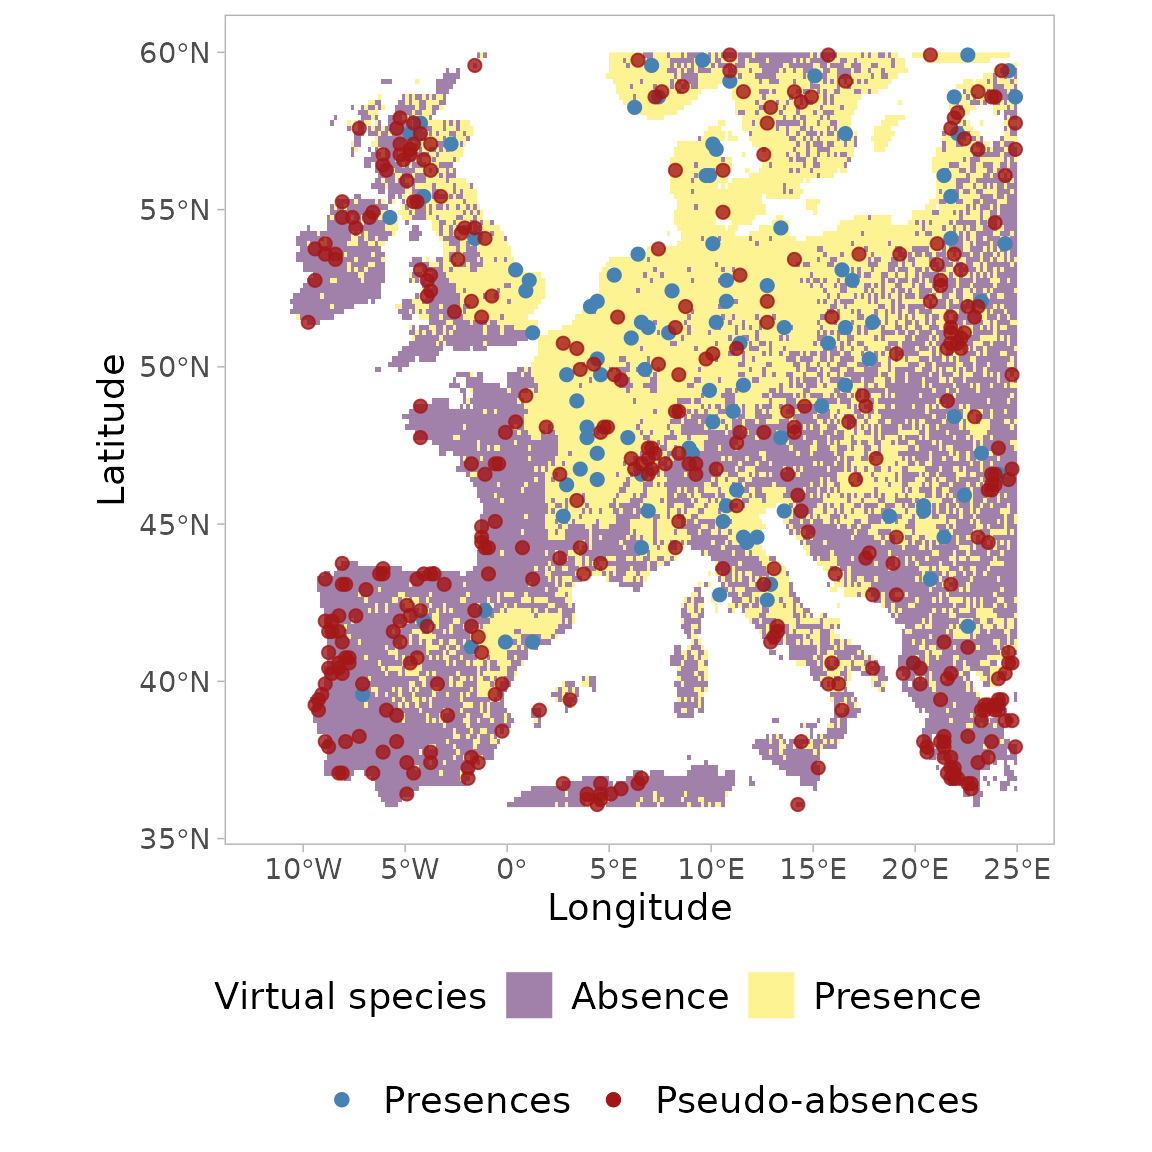 60°N
55°N
50°N
45°N
40°N
35°N
Latitude
10°W 5°W 0° 5°E 10°E 15°E 20°E 25°E
Longitude
Virtual species Absence Presence
Presences Pseudo-absences